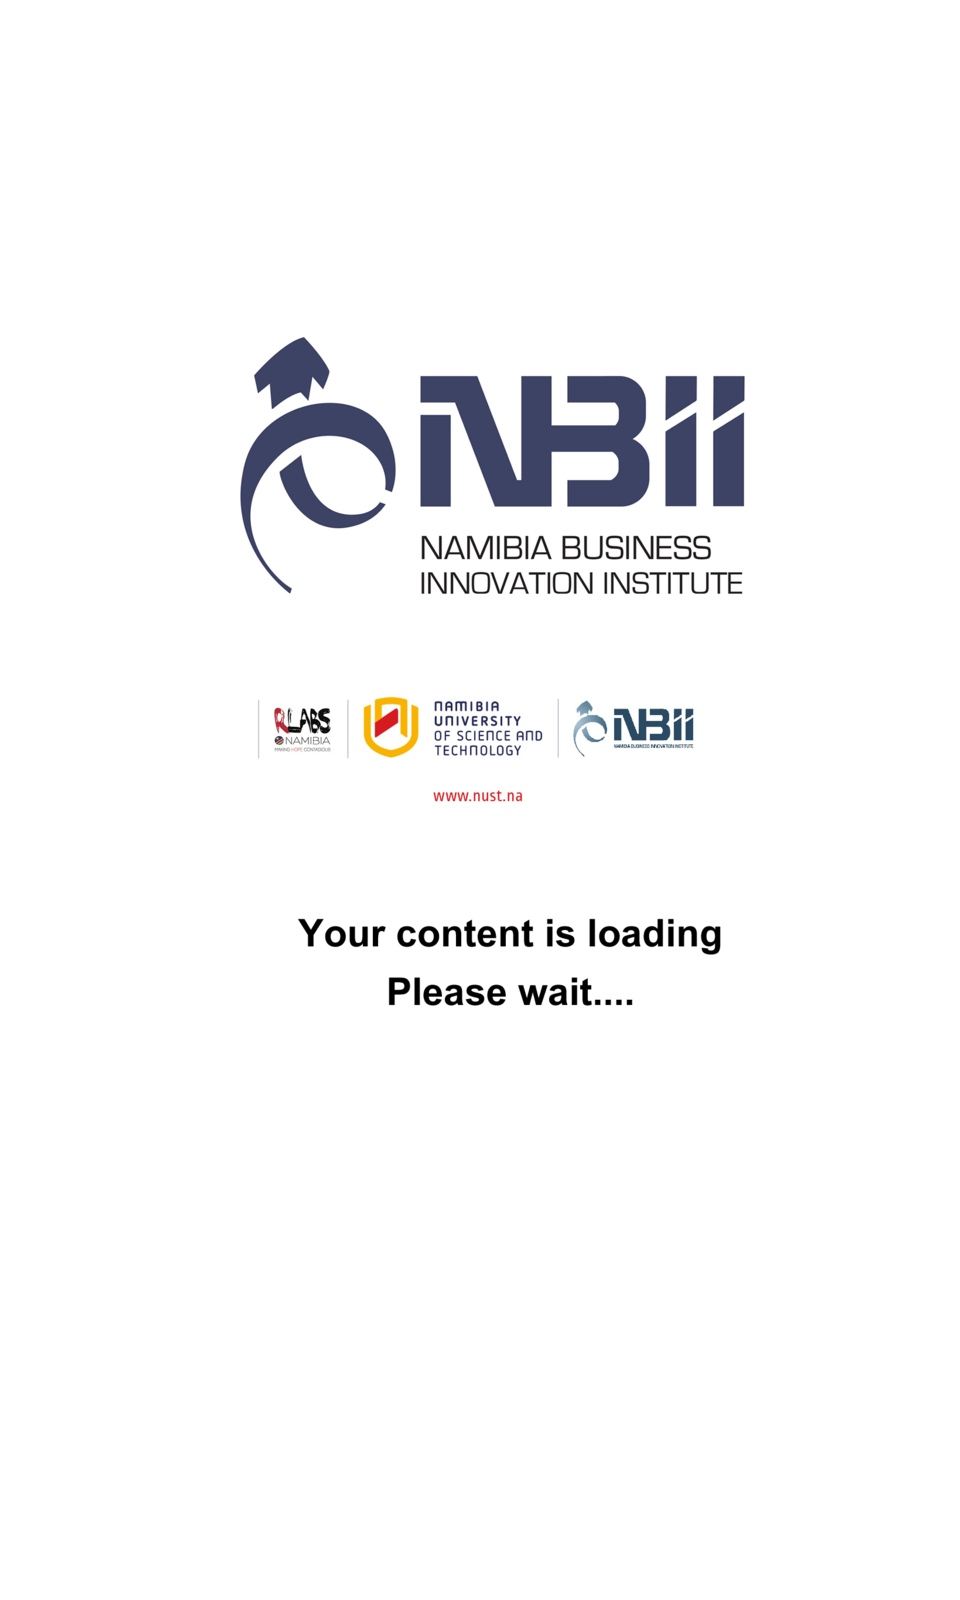 NBII
NAMIBIA BUSINESS
INNOVATION INSTITUTE
RLABS
NAMIBIA
MAKING HOPE CONTAGIOUS
NAMIBIA
UNIVERSITY
OF SCIENCE AND
TECHNOLOGY
NBII
NAMIBIA BUSINESS INNOVATION INSTITUTE
www.nust.na
Your content is loading
Please wait....